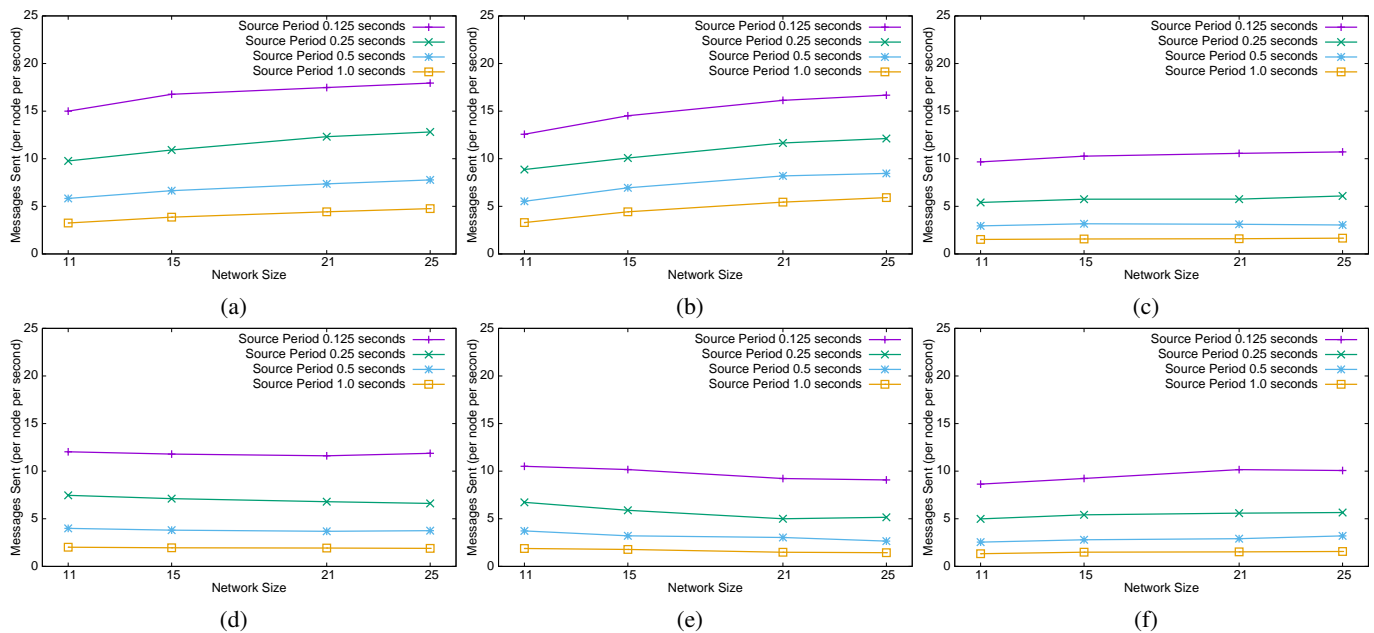 25
20
15
10
5
0
Messages Sent (per node per second)
Source Period 0.125 seconds
Source Period 0.25 seconds
Source Period 0.5 seconds
Source Period 1.0 seconds
11 15 21 25
Network Size
(a)
25
20
15
10
5
0
Messages Sent (per node per second)
Source Period 0.125 seconds
Source Period 0.25 seconds
Source Period 0.5 seconds
Source Period 1.0 seconds
11 15 21 25
Network Size
(b)
25
20
15
10
5
0
Messages Sent (per node per second)
Source Period 0.125 seconds
Source Period 0.25 seconds
Source Period 0.5 seconds
Source Period 1.0 seconds
11 15 21 25
Network Size
(c)
25
20
15
10
5
0
Messages Sent (per node per second)
Source Period 0.125 seconds
Source Period 0.25 seconds
Source Period 0.5 seconds
Source Period 1.0 seconds
11 15 21 25
Network Size
(d)
25
20
15
10
5
0
Messages Sent (per node per second)
Source Period 0.125 seconds
Source Period 0.25 seconds
Source Period 0.5 seconds
Source Period 1.0 seconds
11 15 21 25
Network Size
(e)
25
20
15
10
5
0
Messages Sent (per node per second)
Source Period 0.125 seconds
Source Period 0.25 seconds
Source Period 0.5 seconds
Source Period 1.0 seconds
11 15 21 25
Network Size
(f)